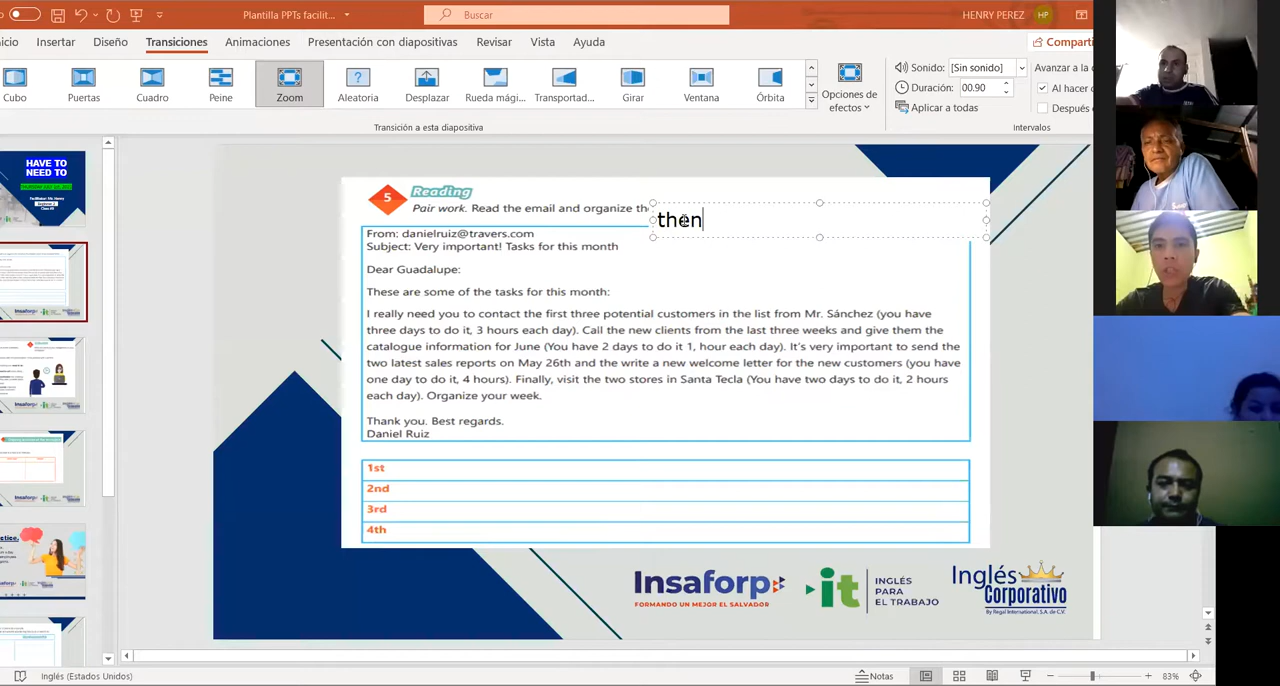 Plantilla PPTs facilit...
Buscar
HENRY PEREZ
HP
Insertar
Diseño
Transiciones
Animaciones
Presentación con diapositivas
Revisar
Vista
Ayuda
Cubo
Puertas
Cuadro
Peine
Zoom
Aleatoria
Desplazar
Rueda mági...
Transportad...
Girar
Ventana
Órbita
Opciones de
efectos
Sonido:
[Sin sonido]
Duración:
00.90
Aplicar a todas
Avanzar a la
Al hacer
Después
Transición a esta diapositiva
Intervalos
HAVE TO
NEED TO
5
Reading
Pair work. Read the email and organize th
then
From: danielruiz@travers.com
Subject: Very important! Tasks for this month
Dear Guadalupe:
These are some of the tasks for this month:
I really need you to contact the first three potential customers in the list from Mr. Sánchez (you have
three days to do it, 3 hours each day). Call the new clients from the last three weeks and give them the
catalogue information for June (You have 2 days to do it 1, hour each day). It's very important to send the
two latest sales reports on May 26th and the write a new welcome letter for the new customers (you have
one day to do it, 4 hours). Finally, visit the two stores in Santa Tecla (You have two days to do it, 2 hours
each day). Organize your week.
Thank you. Best regards.
Daniel Ruiz
1st
2nd
3rd
4th
Insaforp
FORMANDO UN MEJOR EL SALVADOR
it
INGLÉS
PARA
EL TRABAJO
Inglés
Corporativo
By Regal International, S.A. de C.V.
Inglés (Estados Unidos)
Notas
83%